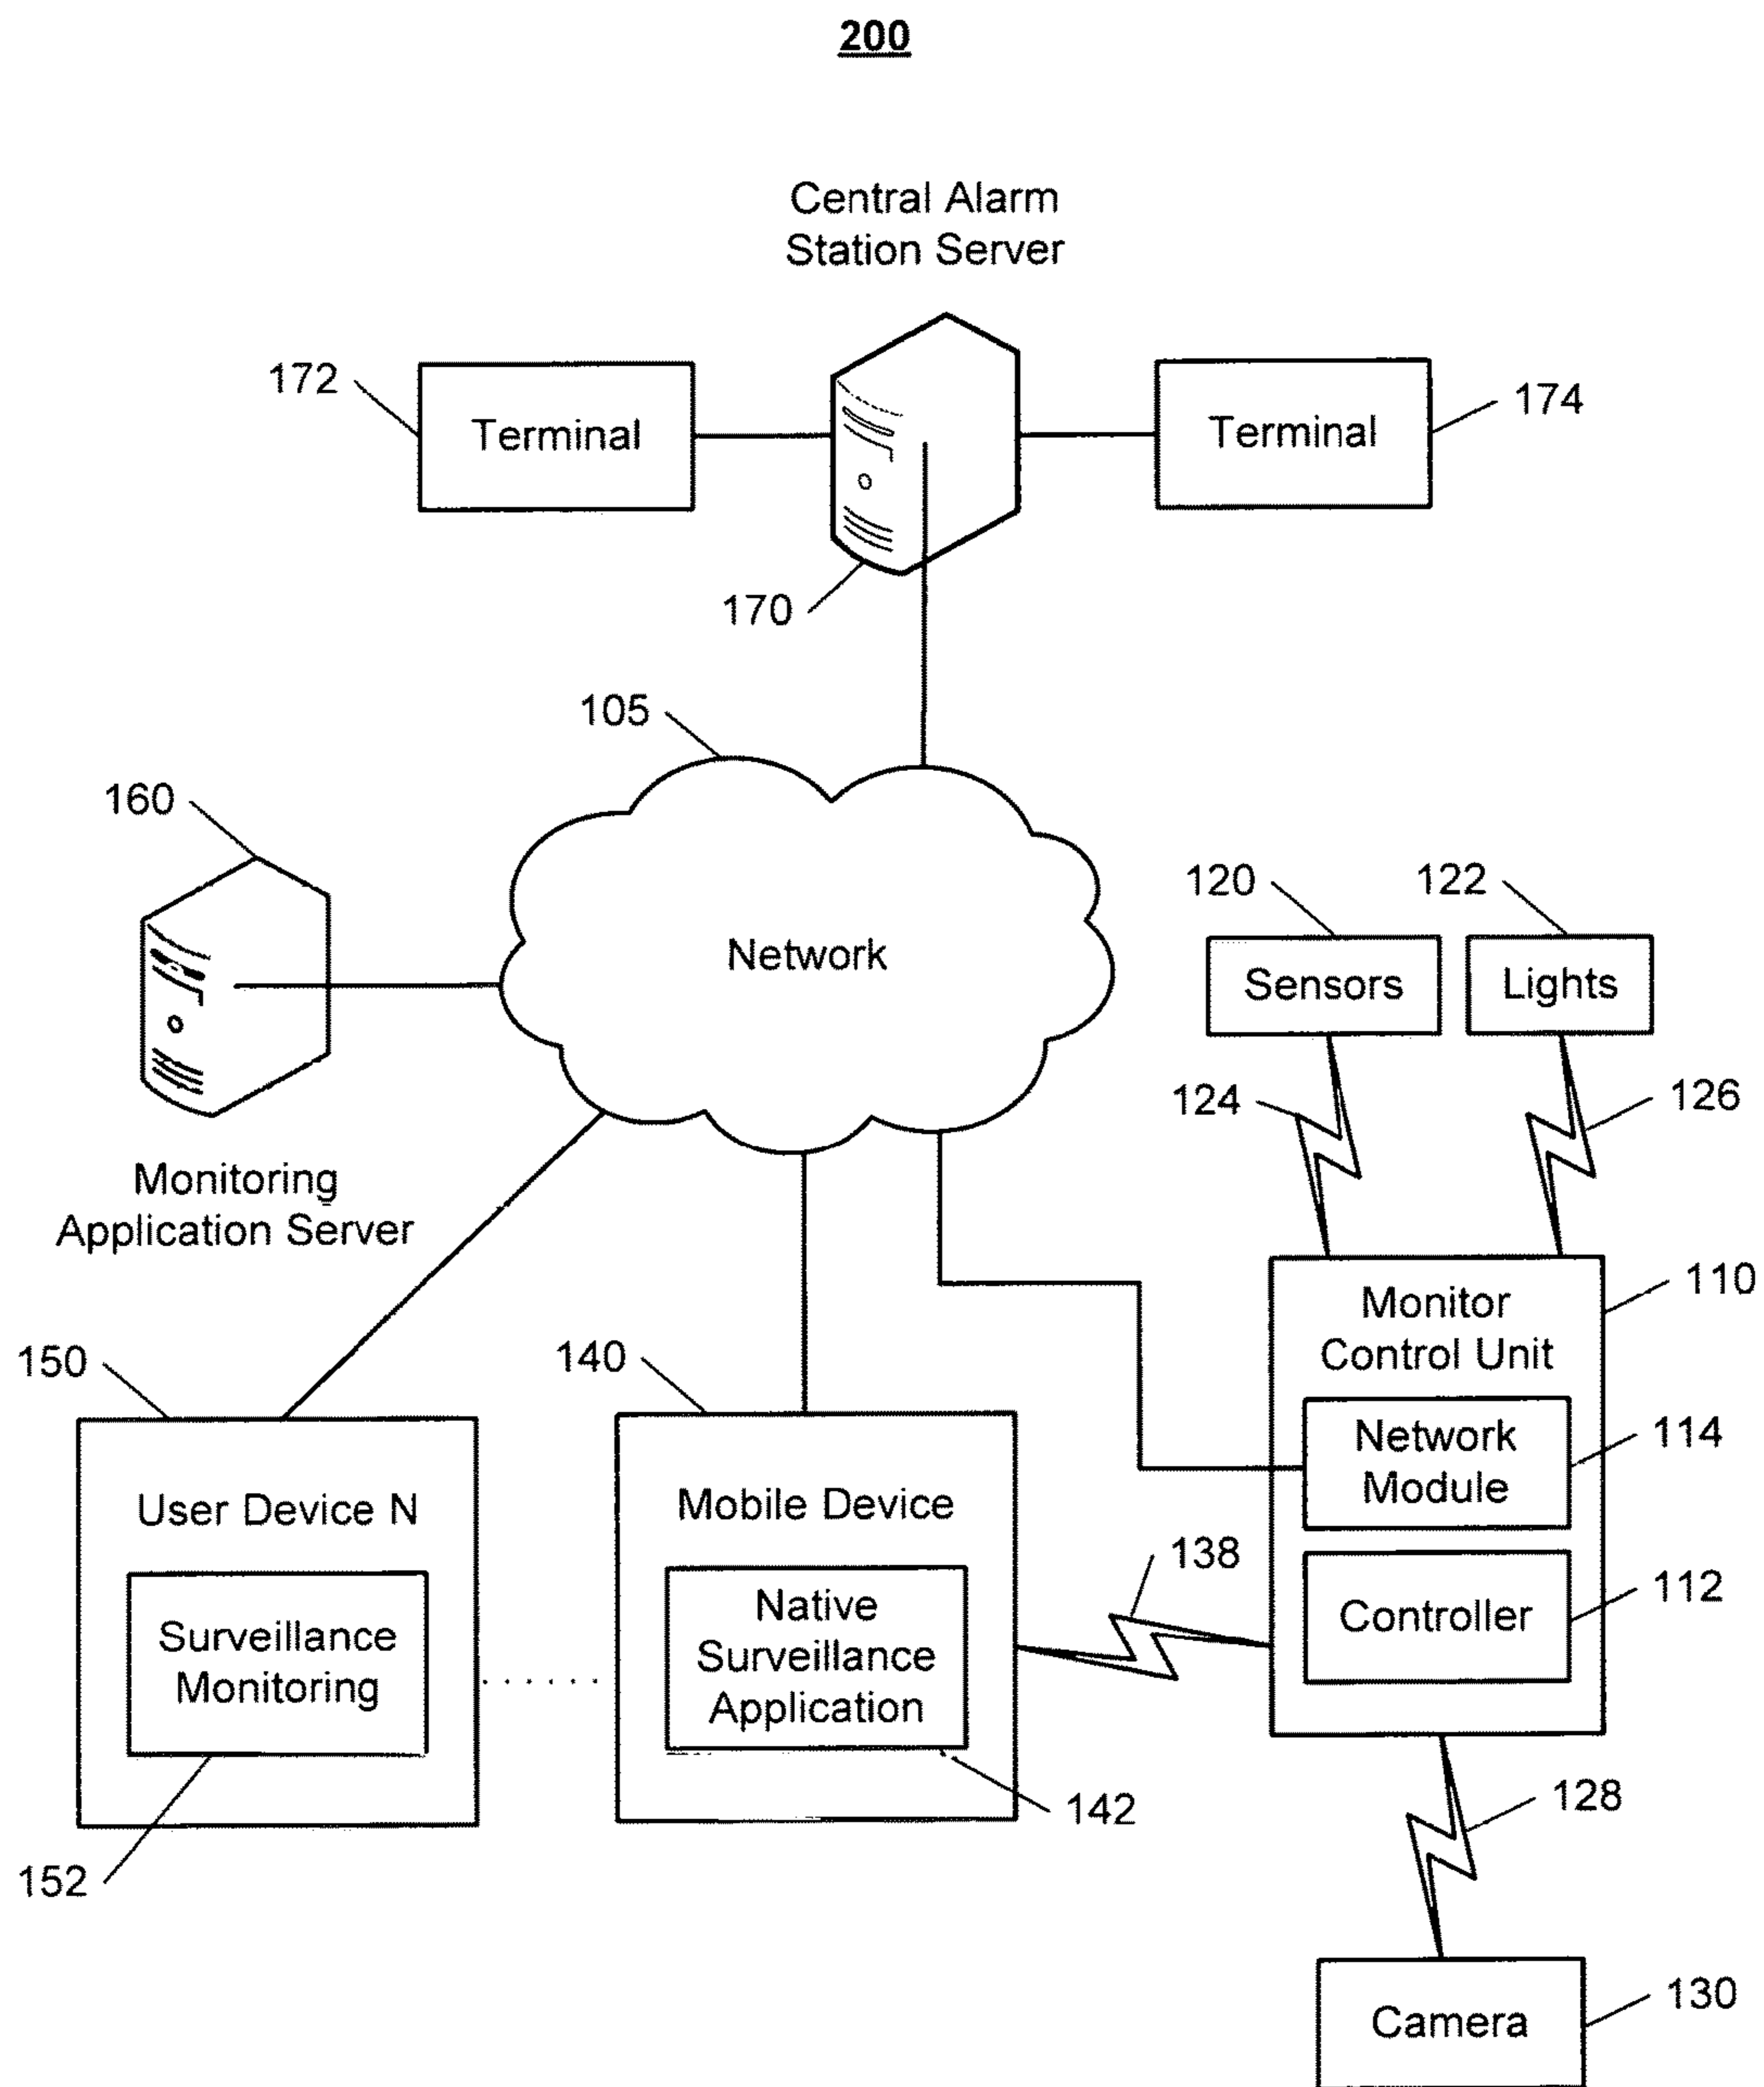 200
Central Alarm
Station Server
172
Terminal
Terminal
174
170
105
160
Network
120
122
Sensors
Lights
124
126
Monitoring
Application Server
110
Monitor
Control Unit
150
140
Network
Module
114
User Device N
Mobile Device
138
Controller
112
Surveillance
Monitoring
Native
Surveillance
Application
142
128
152
Camera
130